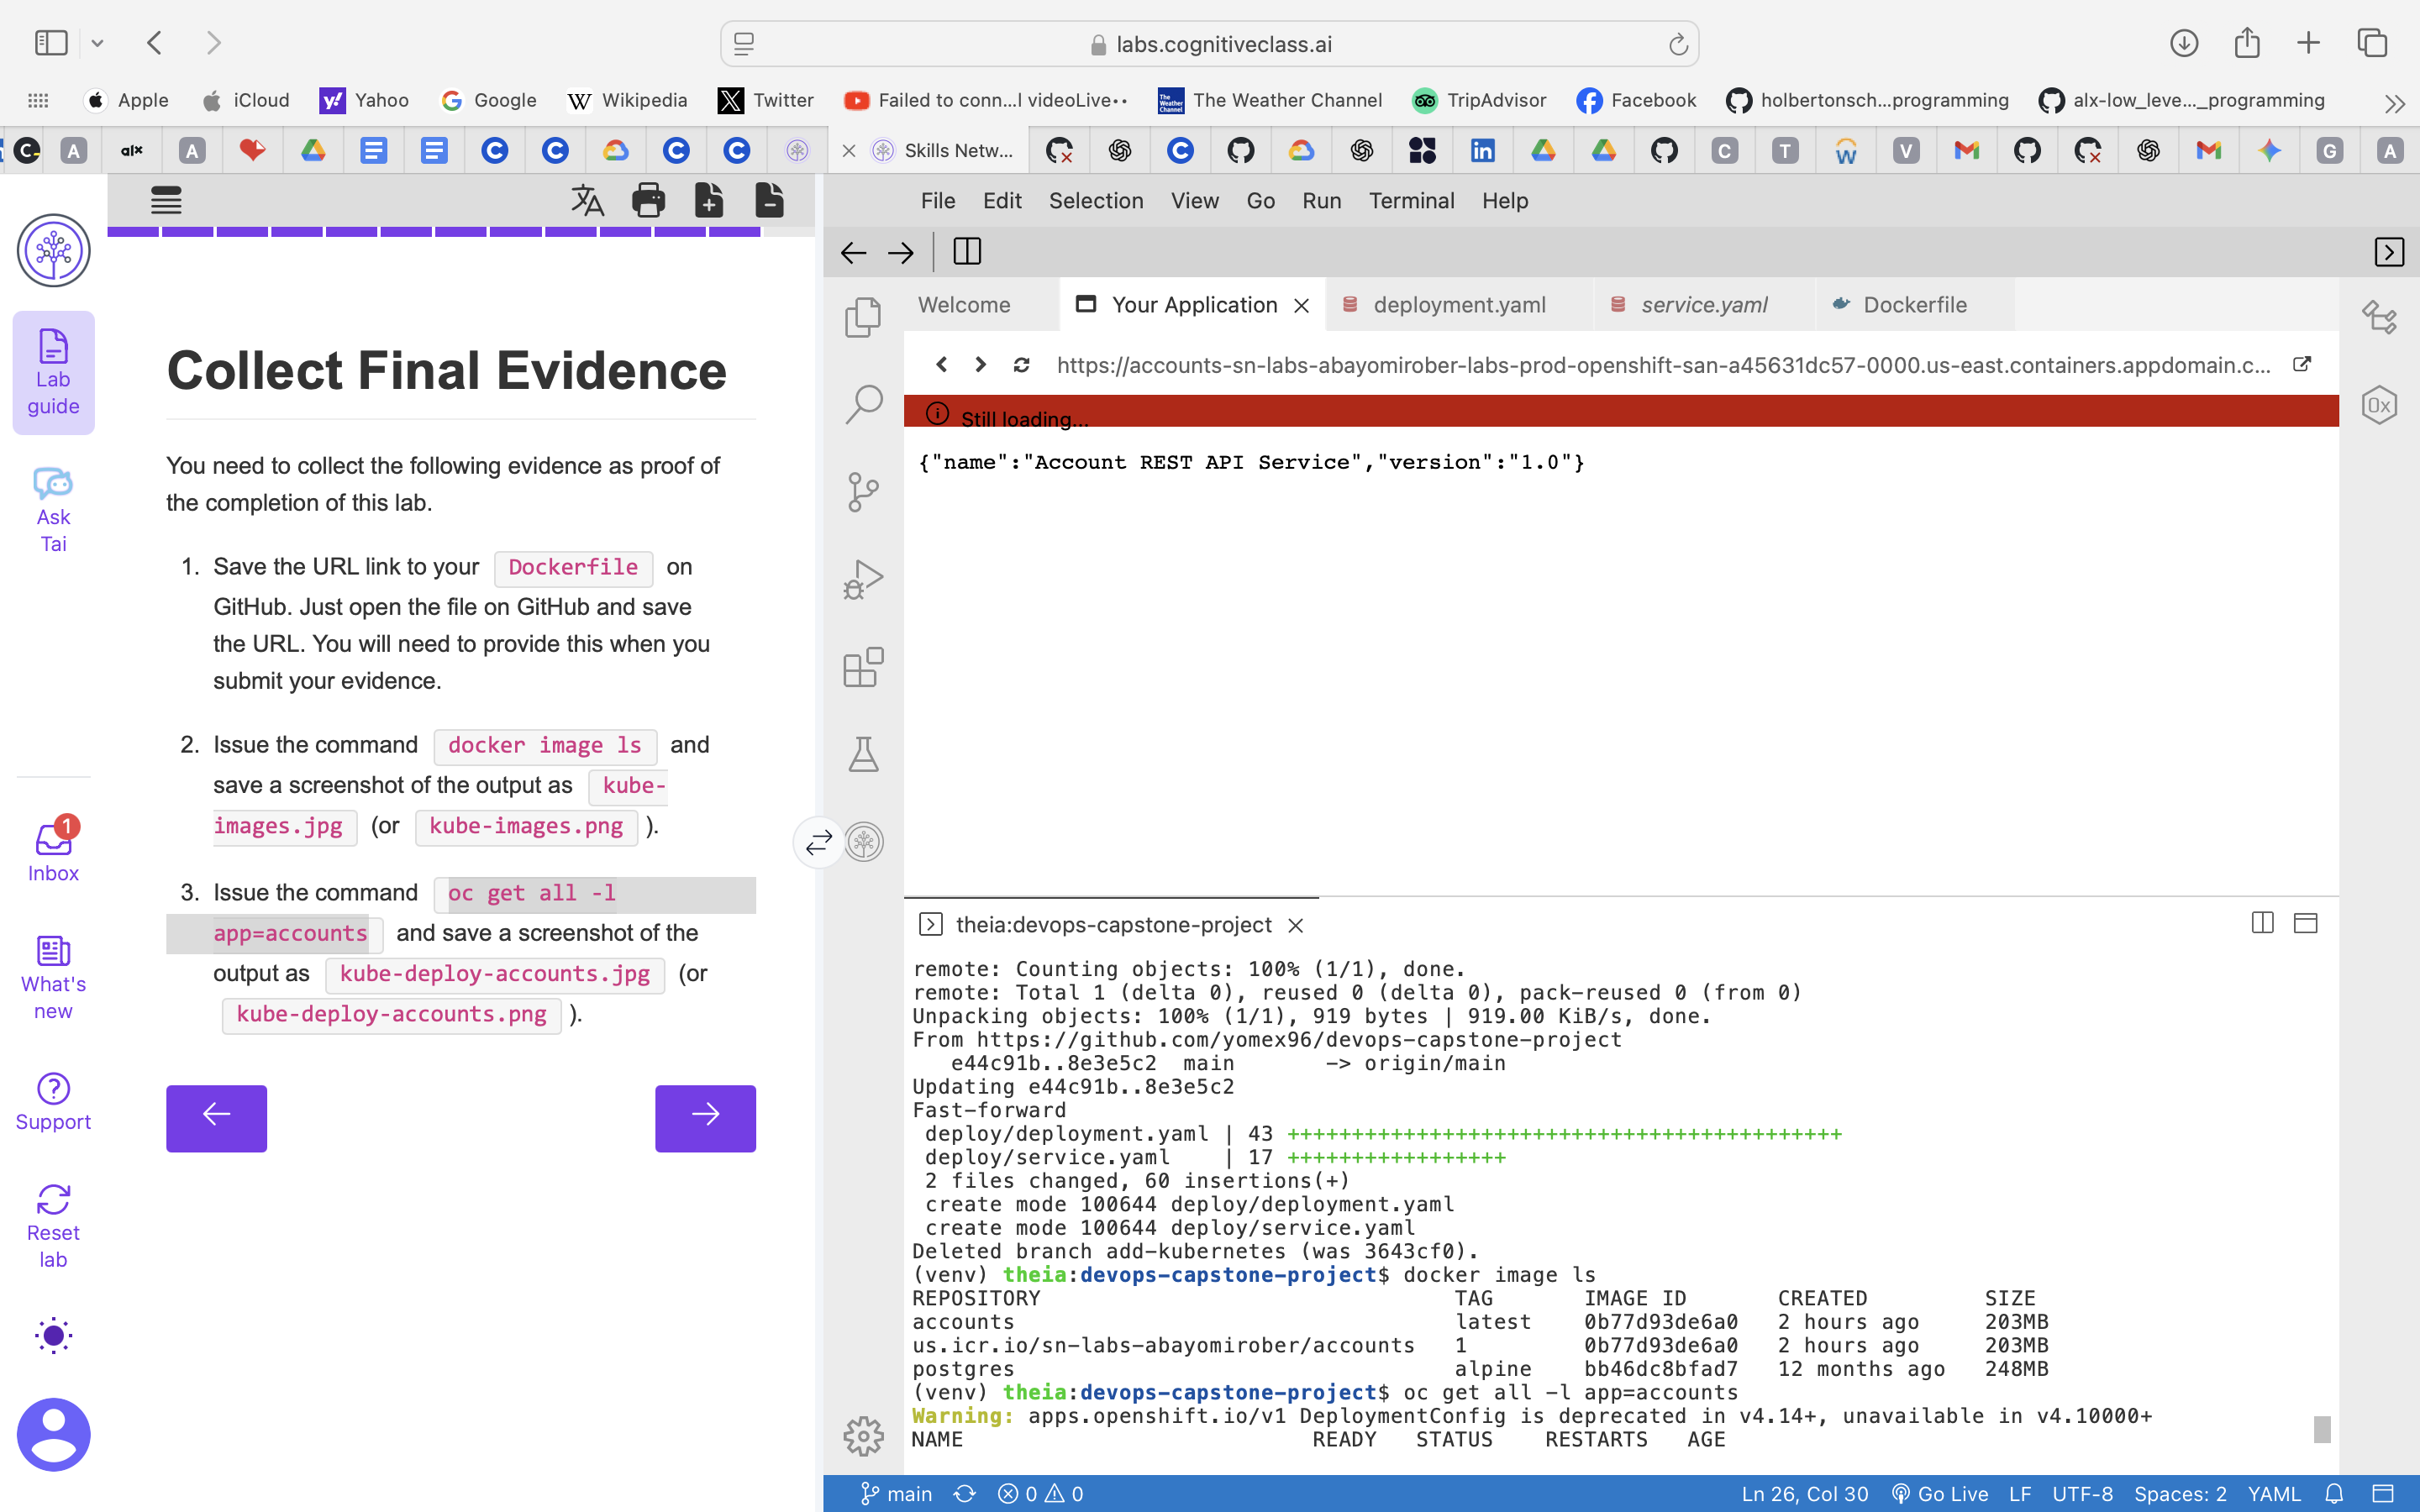 labs.cognitiveclass.ai
Apple iCloud Yahoo Google Wikipedia Twitter Failed to conn...l videoLive•• The Weather Channel TripAdvisor Facebook holbertonsch...programming alx-low_leve..._programming
Skills Netw...
Lab guide
Ask Tai
Inbox
1
What's new
Support
Reset lab
Collect Final Evidence
You need to collect the following evidence as proof of
the completion of this lab.
1. Save the URL link to your Dockerfile on
GitHub. Just open the file on GitHub and save
the URL. You will need to provide this when you
submit your evidence.
2. Issue the command docker image ls and
save a screenshot of the output as kube-
images.jpg (or kube-images.png ).
3. Issue the command oc get all -l
app=accounts and save a screenshot of the
output as kube-deploy-accounts.jpg (or
kube-deploy-accounts.png ).
File Edit Selection View Go Run Terminal Help
Welcome Your Application deployment.yaml service.yaml Dockerfile
https://accounts-sn-labs-abayomirober-labs-prod-openshift-san-a45631dc57-0000.us-east.containers.appdomain.c...
Still loading...
{"name":"Account REST API Service","version":"1.0"}
theia:devops-capstone-project
remote: Counting objects: 100% (1/1), done.
remote: Total 1 (delta 0), reused 0 (delta 0), pack-reused 0 (from 0)
Unpacking objects: 100% (1/1), 919 bytes | 919.00 KiB/s, done.
From https://github.com/yomex96/devops-capstone-project
e44c91b..8e3e5c2 main -> origin/main
Updating e44c91b..8e3e5c2
Fast-forward
deploy/deployment.yaml | 43 +++++++++++++++++++++++++++++++++++++++++++
deploy/service.yaml | 17 +++++++++++++++++
2 files changed, 60 insertions(+)
create mode 100644 deploy/deployment.yaml
create mode 100644 deploy/service.yaml
Deleted branch add-kubernetes (was 3643cf0).
(venv) theia:devops-capstone-project$ docker image ls
REPOSITORY TAG IMAGE ID CREATED SIZE
accounts latest 0b77d93de6a0 2 hours ago 203MB
us.icr.io/sn-labs-abayomirober/accounts 1 0b77d93de6a0 2 hours ago 203MB
postgres alpine bb46dc8bfad7 12 months ago 248MB
(venv) theia:devops-capstone-project$ oc get all -l app=accounts
Warning: apps.openshift.io/v1 DeploymentConfig is deprecated in v4.14+, unavailable in v4.10000+
NAME READY STATUS RESTARTS AGE
main 0 0 Ln 26, Col 30 Go Live LF UTF-8 Spaces: 2 YAML